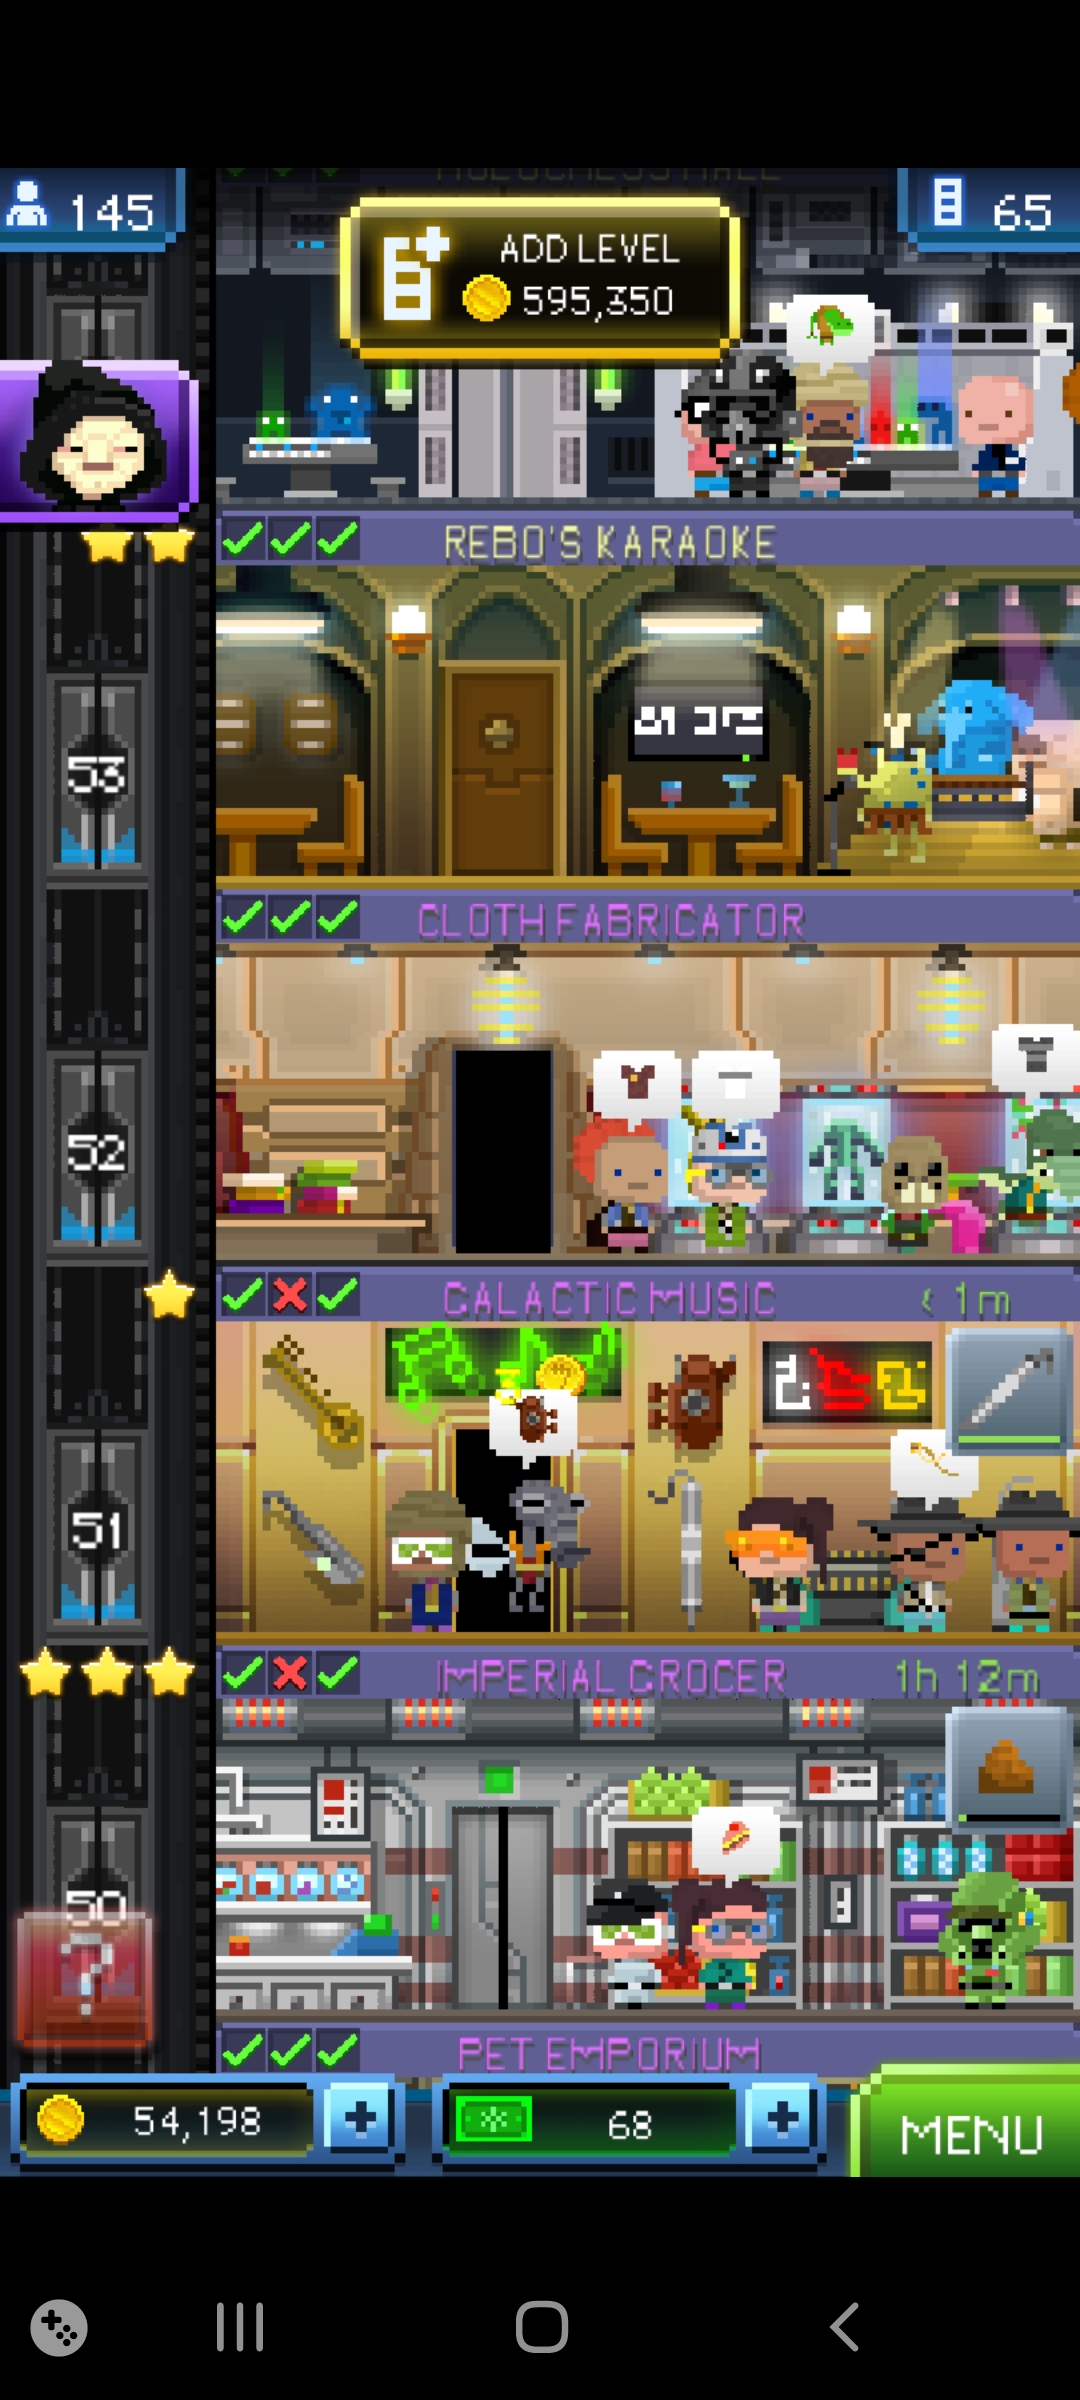 145
65
ADD LEVEL
595,350
REBO'S KARAOKE
53
CLOTH FABRICATOR
52
GALACTIC MUSIC < 1m
51
IMPERIAL GROCER 1h 12m
50
?
PET EMPORIUM
54,198
68
MENU